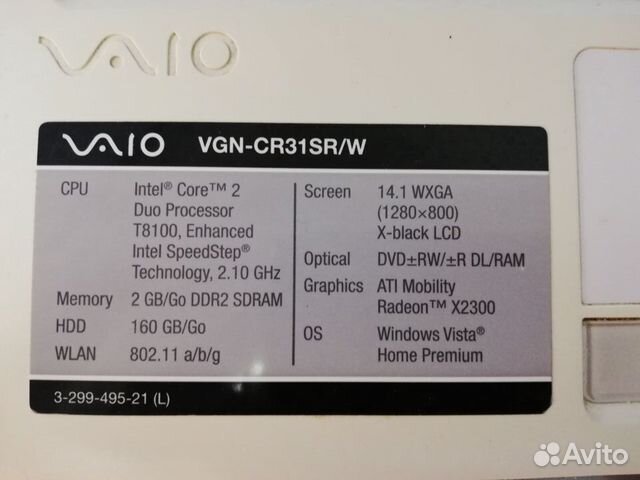 VAIO
VAIO VGN-CR31SR/W
CPU Intel® Core™ 2
Duo Processor
T8100, Enhanced
Intel SpeedStep®
Technology, 2.10 GHz
Memory 2 GB/Go DDR2 SDRAM
HDD 160 GB/Go
WLAN 802.11 a/b/g
Screen 14.1 WXGA
(1280×800)
X-black LCD
Optical DVD±RW/±R DL/RAM
Graphics ATI Mobility
Radeon™ X2300
OS Windows Vista®
Home Premium
3-299-495-21 (L)
Avito